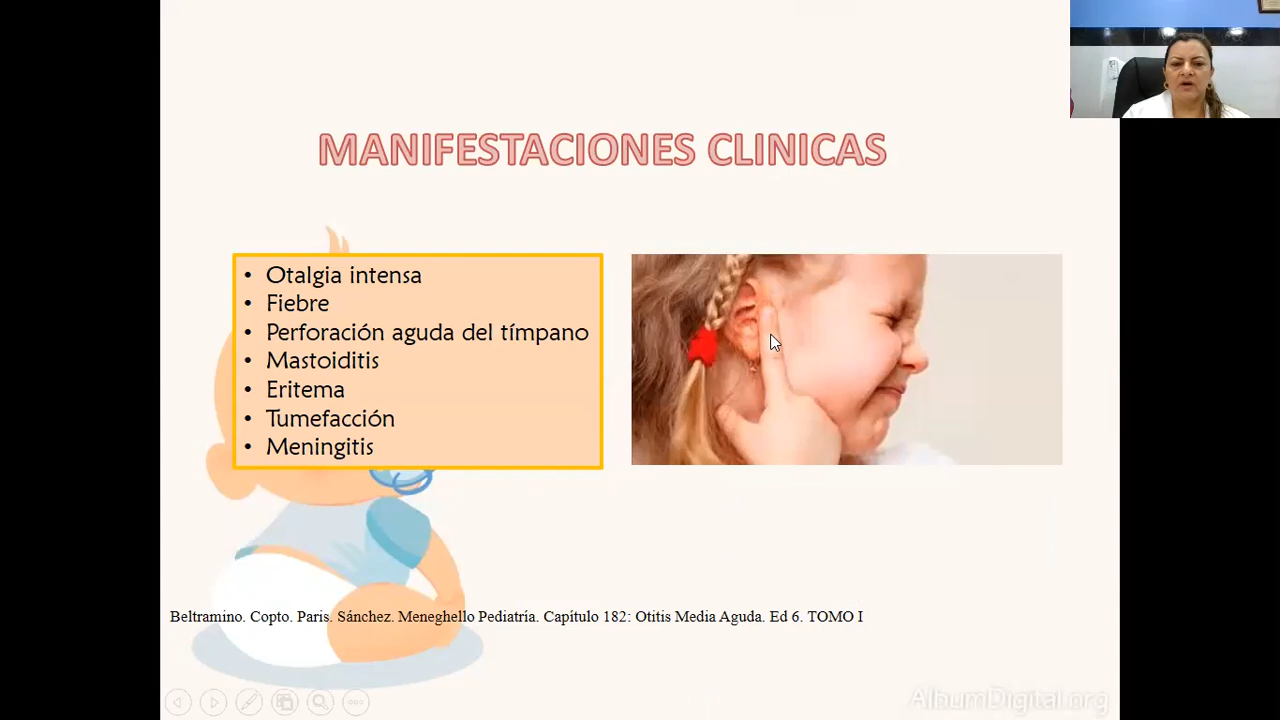 MANIFESTACIONES CLINICAS
• Otalgia intensa
• Fiebre
• Perforación aguda del tímpano
• Mastoiditis
• Eritema
• Tumefacción
• Meningitis
Beltramino. Copto. Paris. Sánchez. Meneghello Pediatría. Capítulo 182: Otitis Media Aguda. Ed 6. TOMO I
AlbumDigital.org